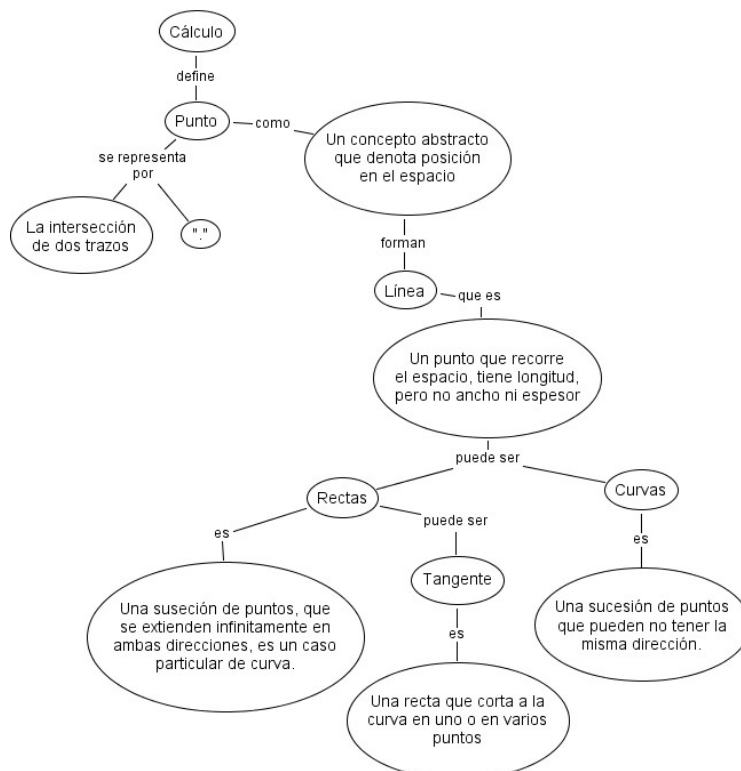 Cálculo
define
Punto
como
Un concepto abstracto
que denota posición
en el espacio
se representa
por
La intersección
de dos trazos
"."
forman
Línea
que es
Un punto que recorre
el espacio, tiene longitud,
pero no ancho ni espesor
puede ser
Rectas
Curvas
es
puede ser
es
Tangente
Una suseción de puntos, que
se extienden infinitamente en
ambas direcciones, es un caso
particular de curva.
Una sucesión de puntos
que pueden no tener la
misma dirección.
es
Una recta que corta a la
curva en uno o en varios
puntos